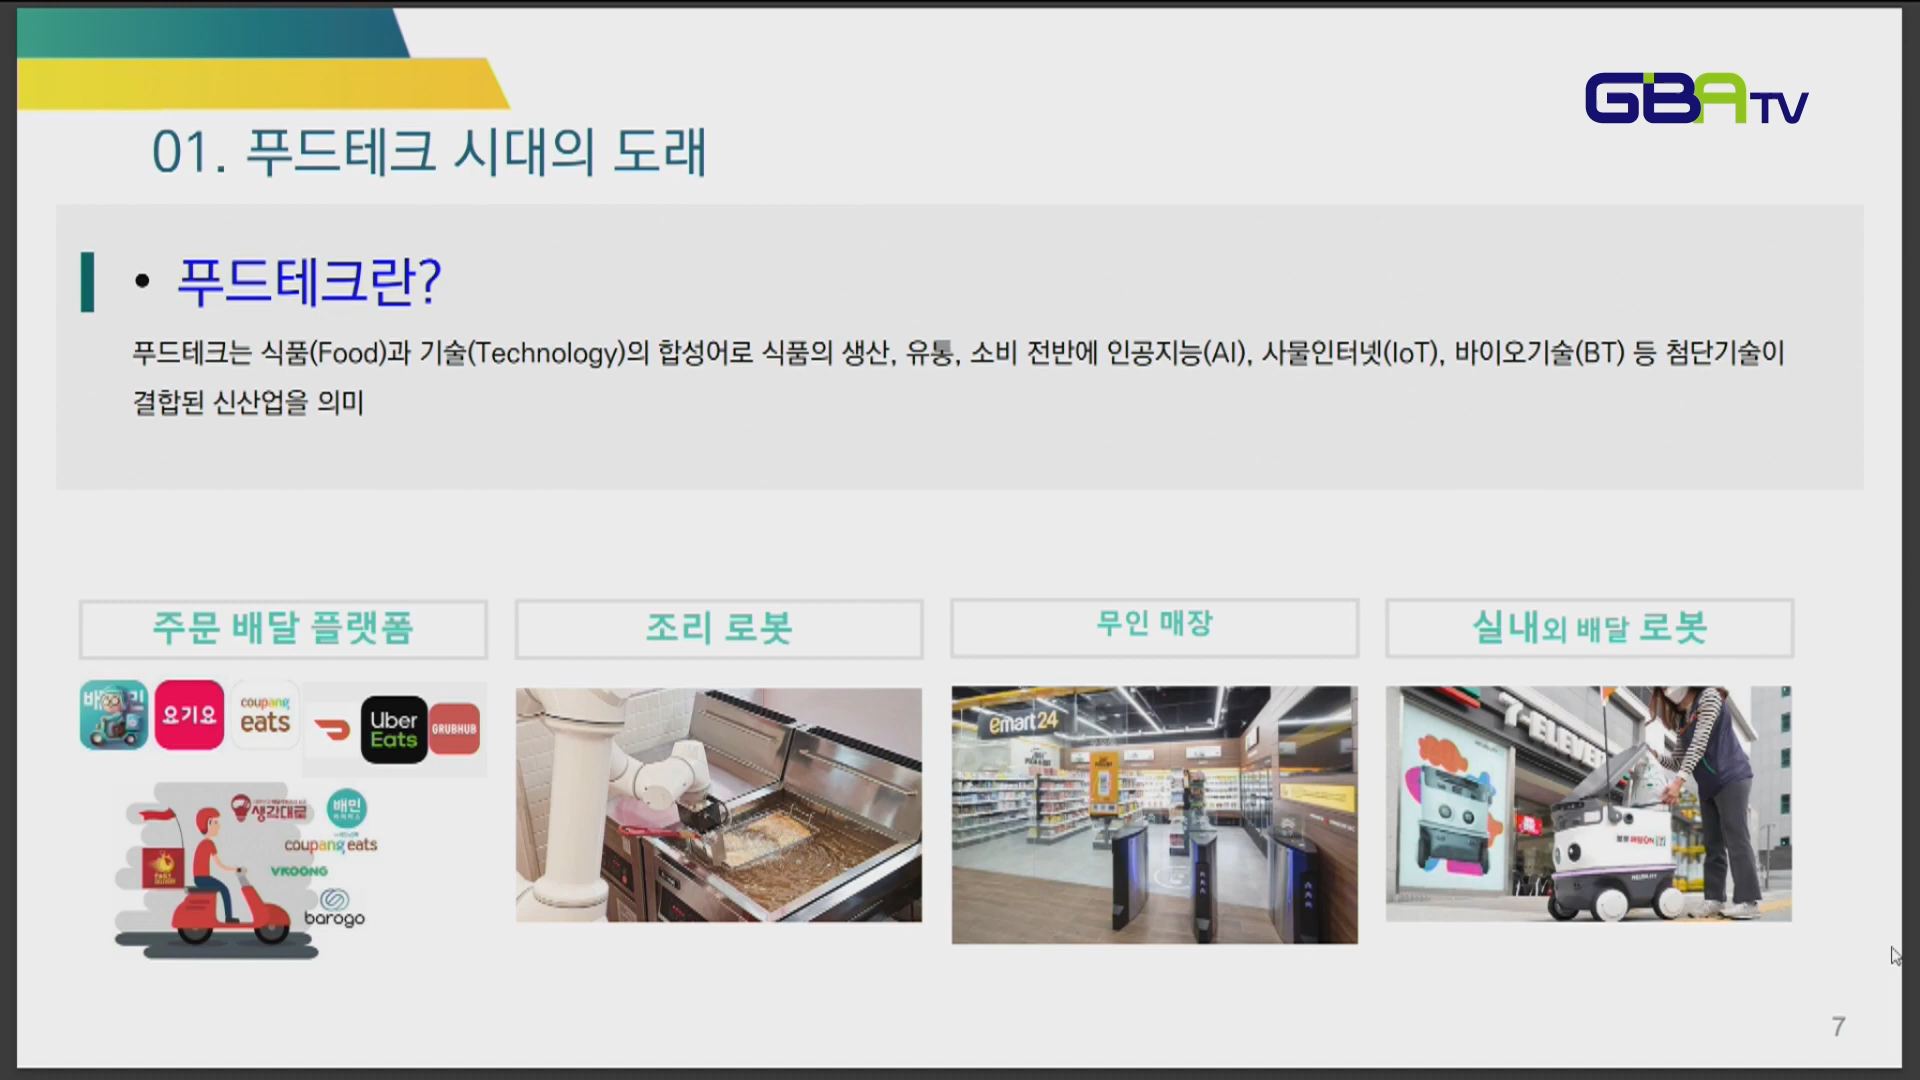 GBA TV
01. 푸드테크 시대의 도래
• 푸드테크란?
푸드테크는 식품(Food)과 기술(Technology)의 합성어로 식품의 생산, 유통, 소비 전반에 인공지능(AI), 사물인터넷(IoT), 바이오기술(BT) 등 첨단기술이
결합된 신산업을 의미
주문 배달 플랫폼
조리 로봇
무인 매장
실내외 배달 로봇
요기요
coupang
eats
Uber
Eats
GRUBHUB
생각대로
배민
coupang eats
VROONG
barogo
emart24
7-ELEVEN
NEUBILITY
7